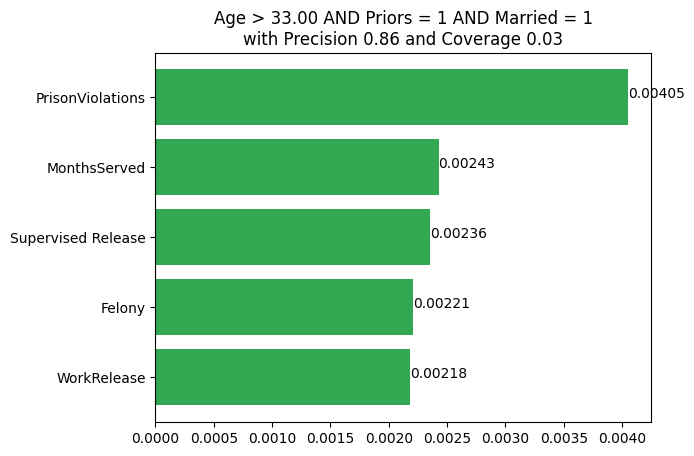 Age > 33.00 AND Priors = 1 AND Married = 1
with Precision 0.86 and Coverage 0.03
PrisonViolations
0.00405
MonthsServed
0.00243
Supervised Release
0.00236
Felony
0.00221
WorkRelease
0.00218
0.0000 0.0005 0.0010 0.0015 0.0020 0.0025 0.0030 0.0035 0.0040